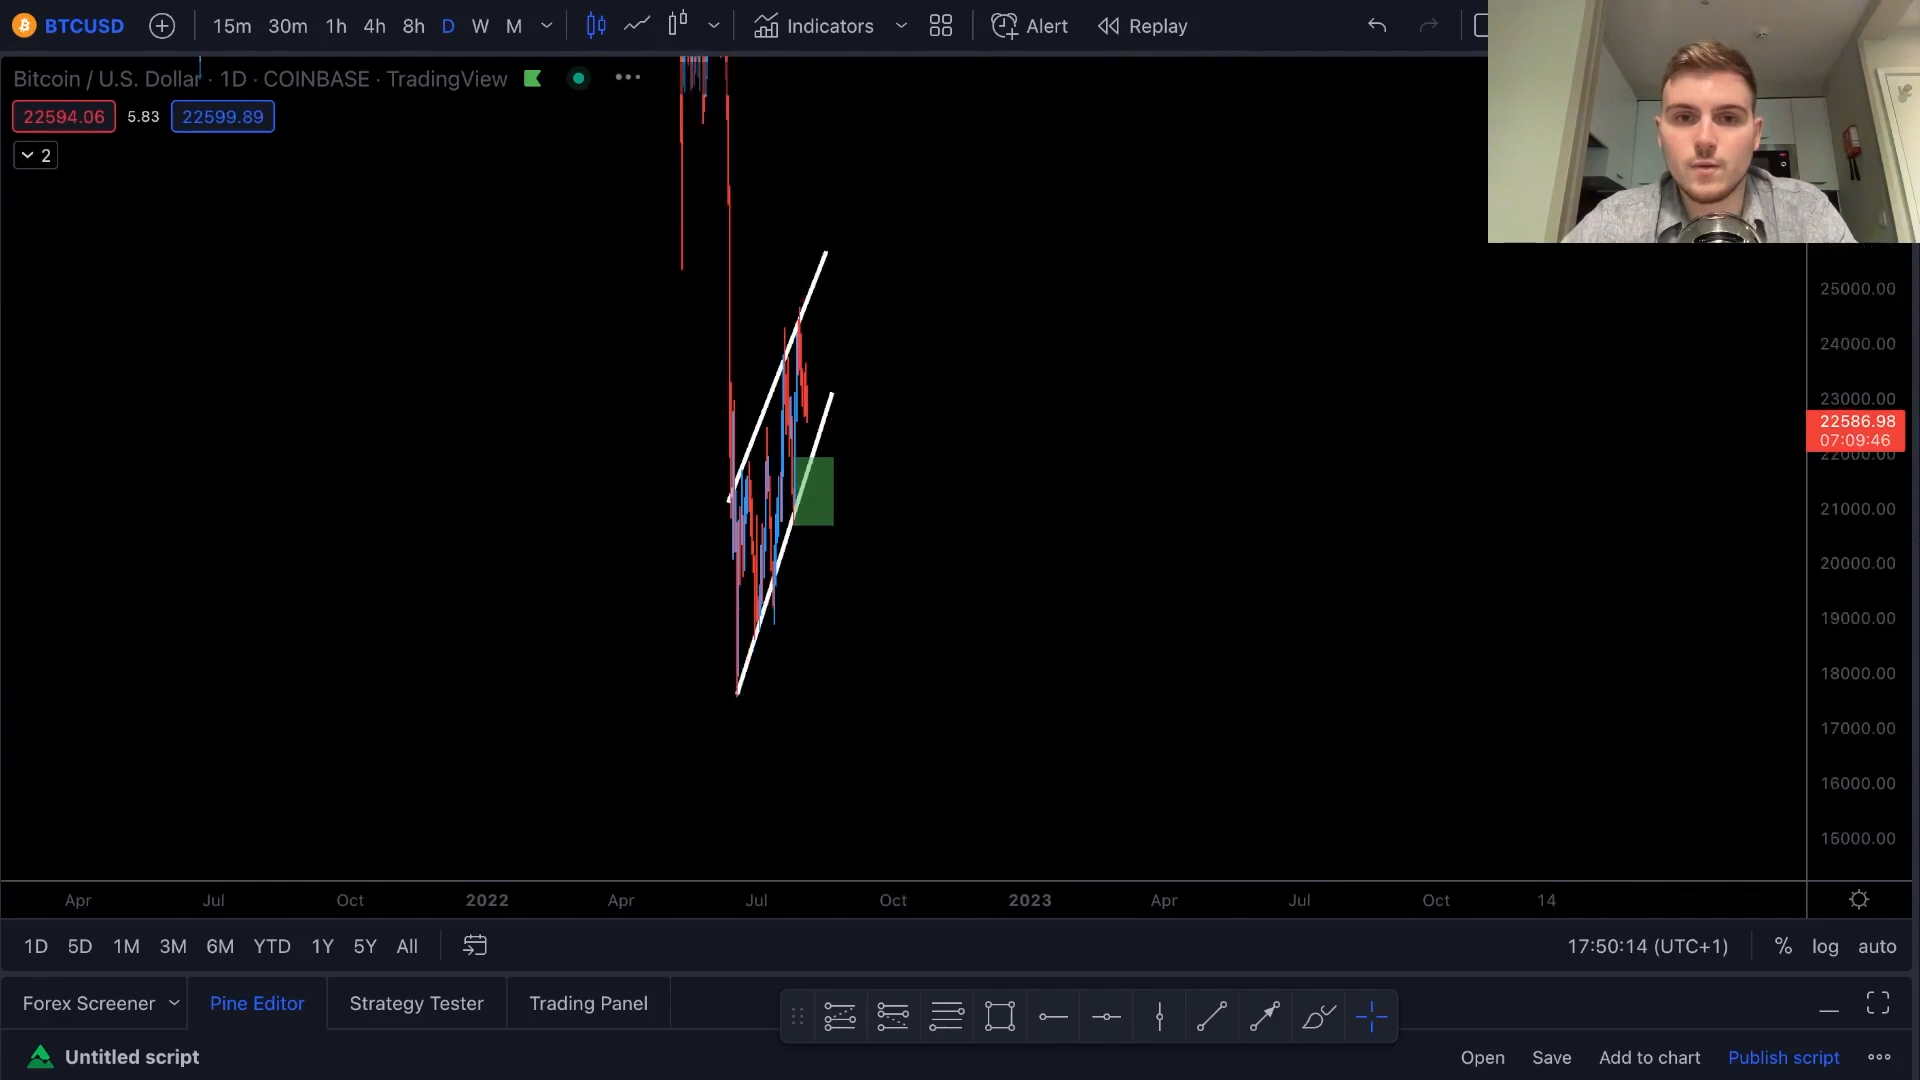 BTCUSD 15m 30m 1h 4h 8h D W M Indicators Alert Replay
Bitcoin / U.S. Dollar · 1D · COINBASE · TradingView
22594.06 5.83 22599.89
2
25000.00
24000.00
23000.00
22586.98
07:09:46
22000.00
21000.00
20000.00
19000.00
18000.00
17000.00
16000.00
15000.00
Apr Jul Oct 2022 Apr Jul Oct 2023 Apr Jul Oct 14
1D 5D 1M 3M 6M YTD 1Y 5Y All 17:50:14 (UTC+1) % log auto
Forex Screener Pine Editor Strategy Tester Trading Panel
Untitled script Open Save Add to chart Publish script